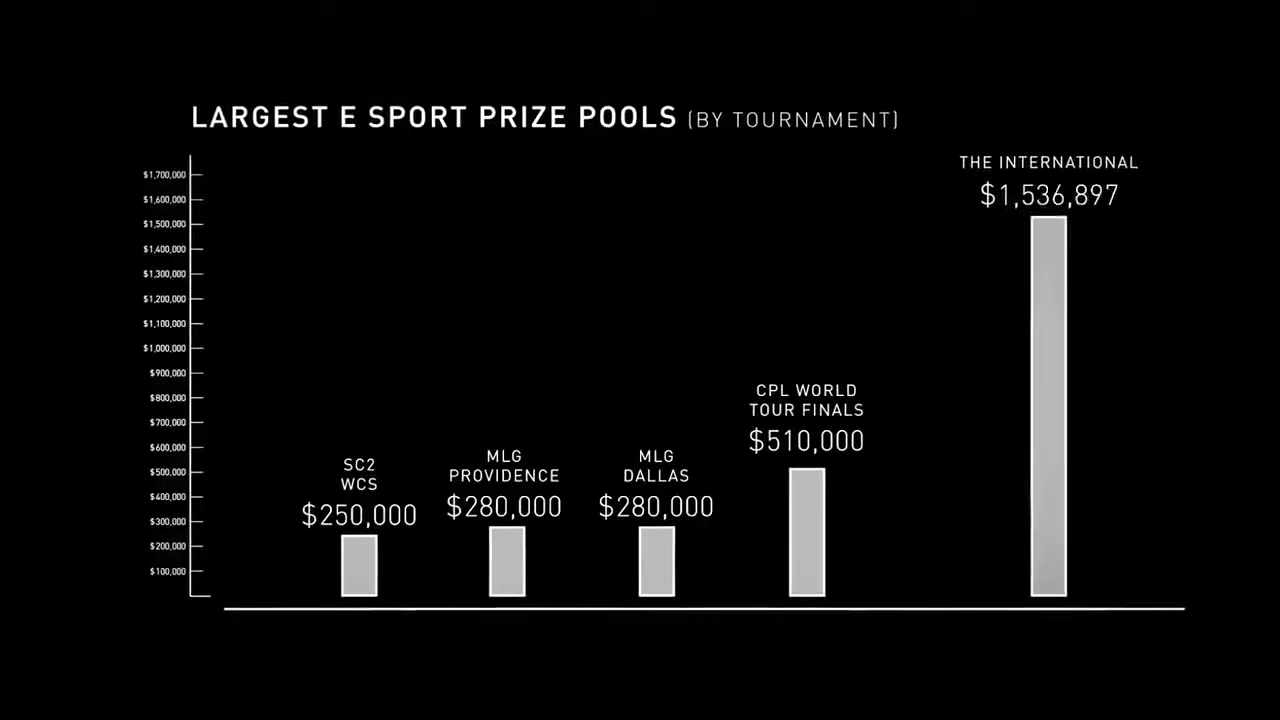 LARGEST E SPORT PRIZE POOLS (BY TOURNAMENT)
$1,700,000
$1,600,000
$1,500,000
$1,400,000
$1,300,000
$1,200,000
$1,100,000
$1,000,000
$900,000
$800,000
$700,000
$600,000
$500,000
$400,000
$300,000
$200,000
$100,000
SC2
WCS
$250,000
MLG
PROVIDENCE
$280,000
MLG
DALLAS
$280,000
CPL WORLD
TOUR FINALS
$510,000
THE INTERNATIONAL
$1,536,897